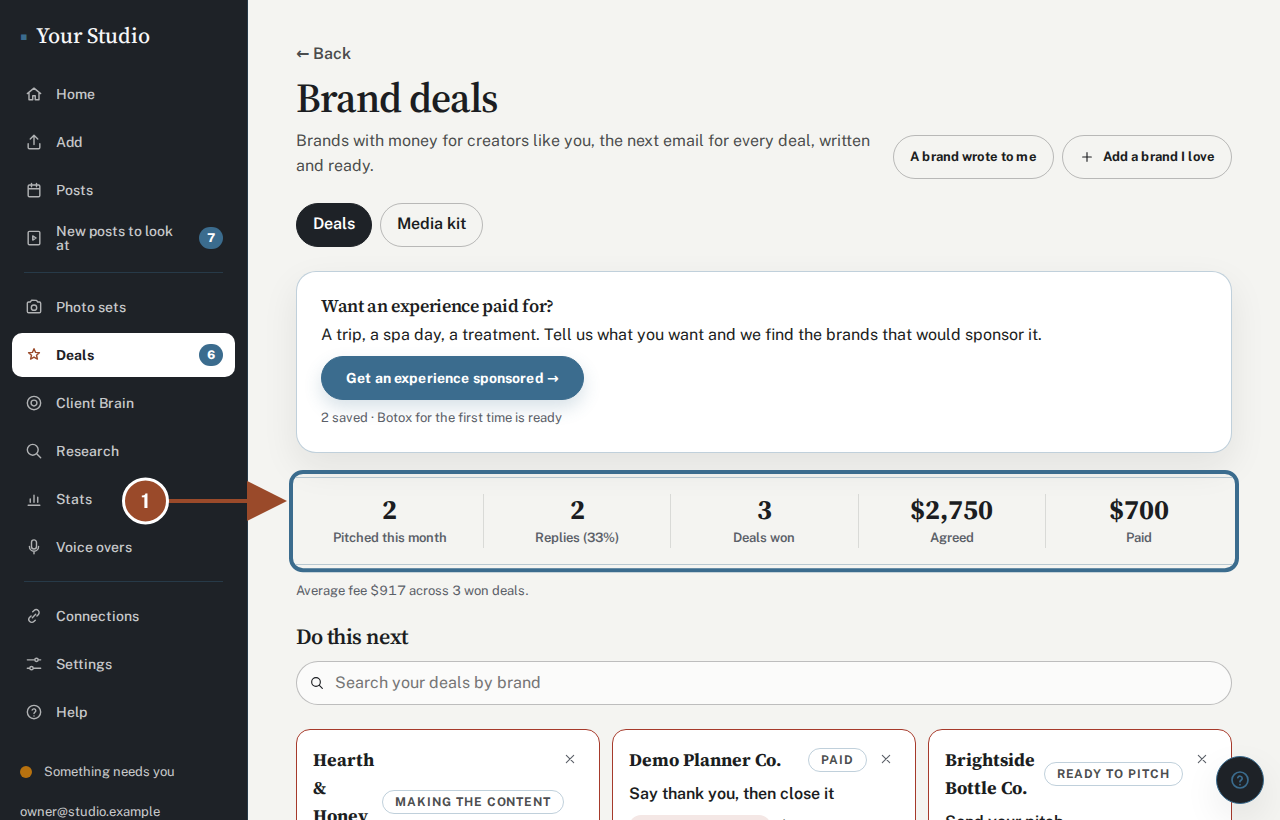 Your Studio
Home
Add
Posts
New posts to look
at
7
Photo sets
Deals
6
Client Brain
Research
Stats
1
Voice overs
Connections
Settings
Help
Something needs you
owner@studio.example
← Back
Brand deals
Brands with money for creators like you, the next email for every deal, written
and ready.
A brand wrote to me
+ Add a brand I love
Deals
Media kit
Want an experience paid for?
A trip, a spa day, a treatment. Tell us what you want and we find the brands that would sponsor it.
Get an experience sponsored →
2 saved · Botox for the first time is ready
2
Pitched this month
2
Replies (33%)
3
Deals won
$2,750
Agreed
$700
Paid
Average fee $917 across 3 won deals.
Do this next
Search your deals by brand
Hearth
&
Honey
MAKING THE CONTENT
Demo Planner Co.
PAID
Say thank you, then close it
Brightside
Bottle Co.
READY TO PITCH
Send your pitch